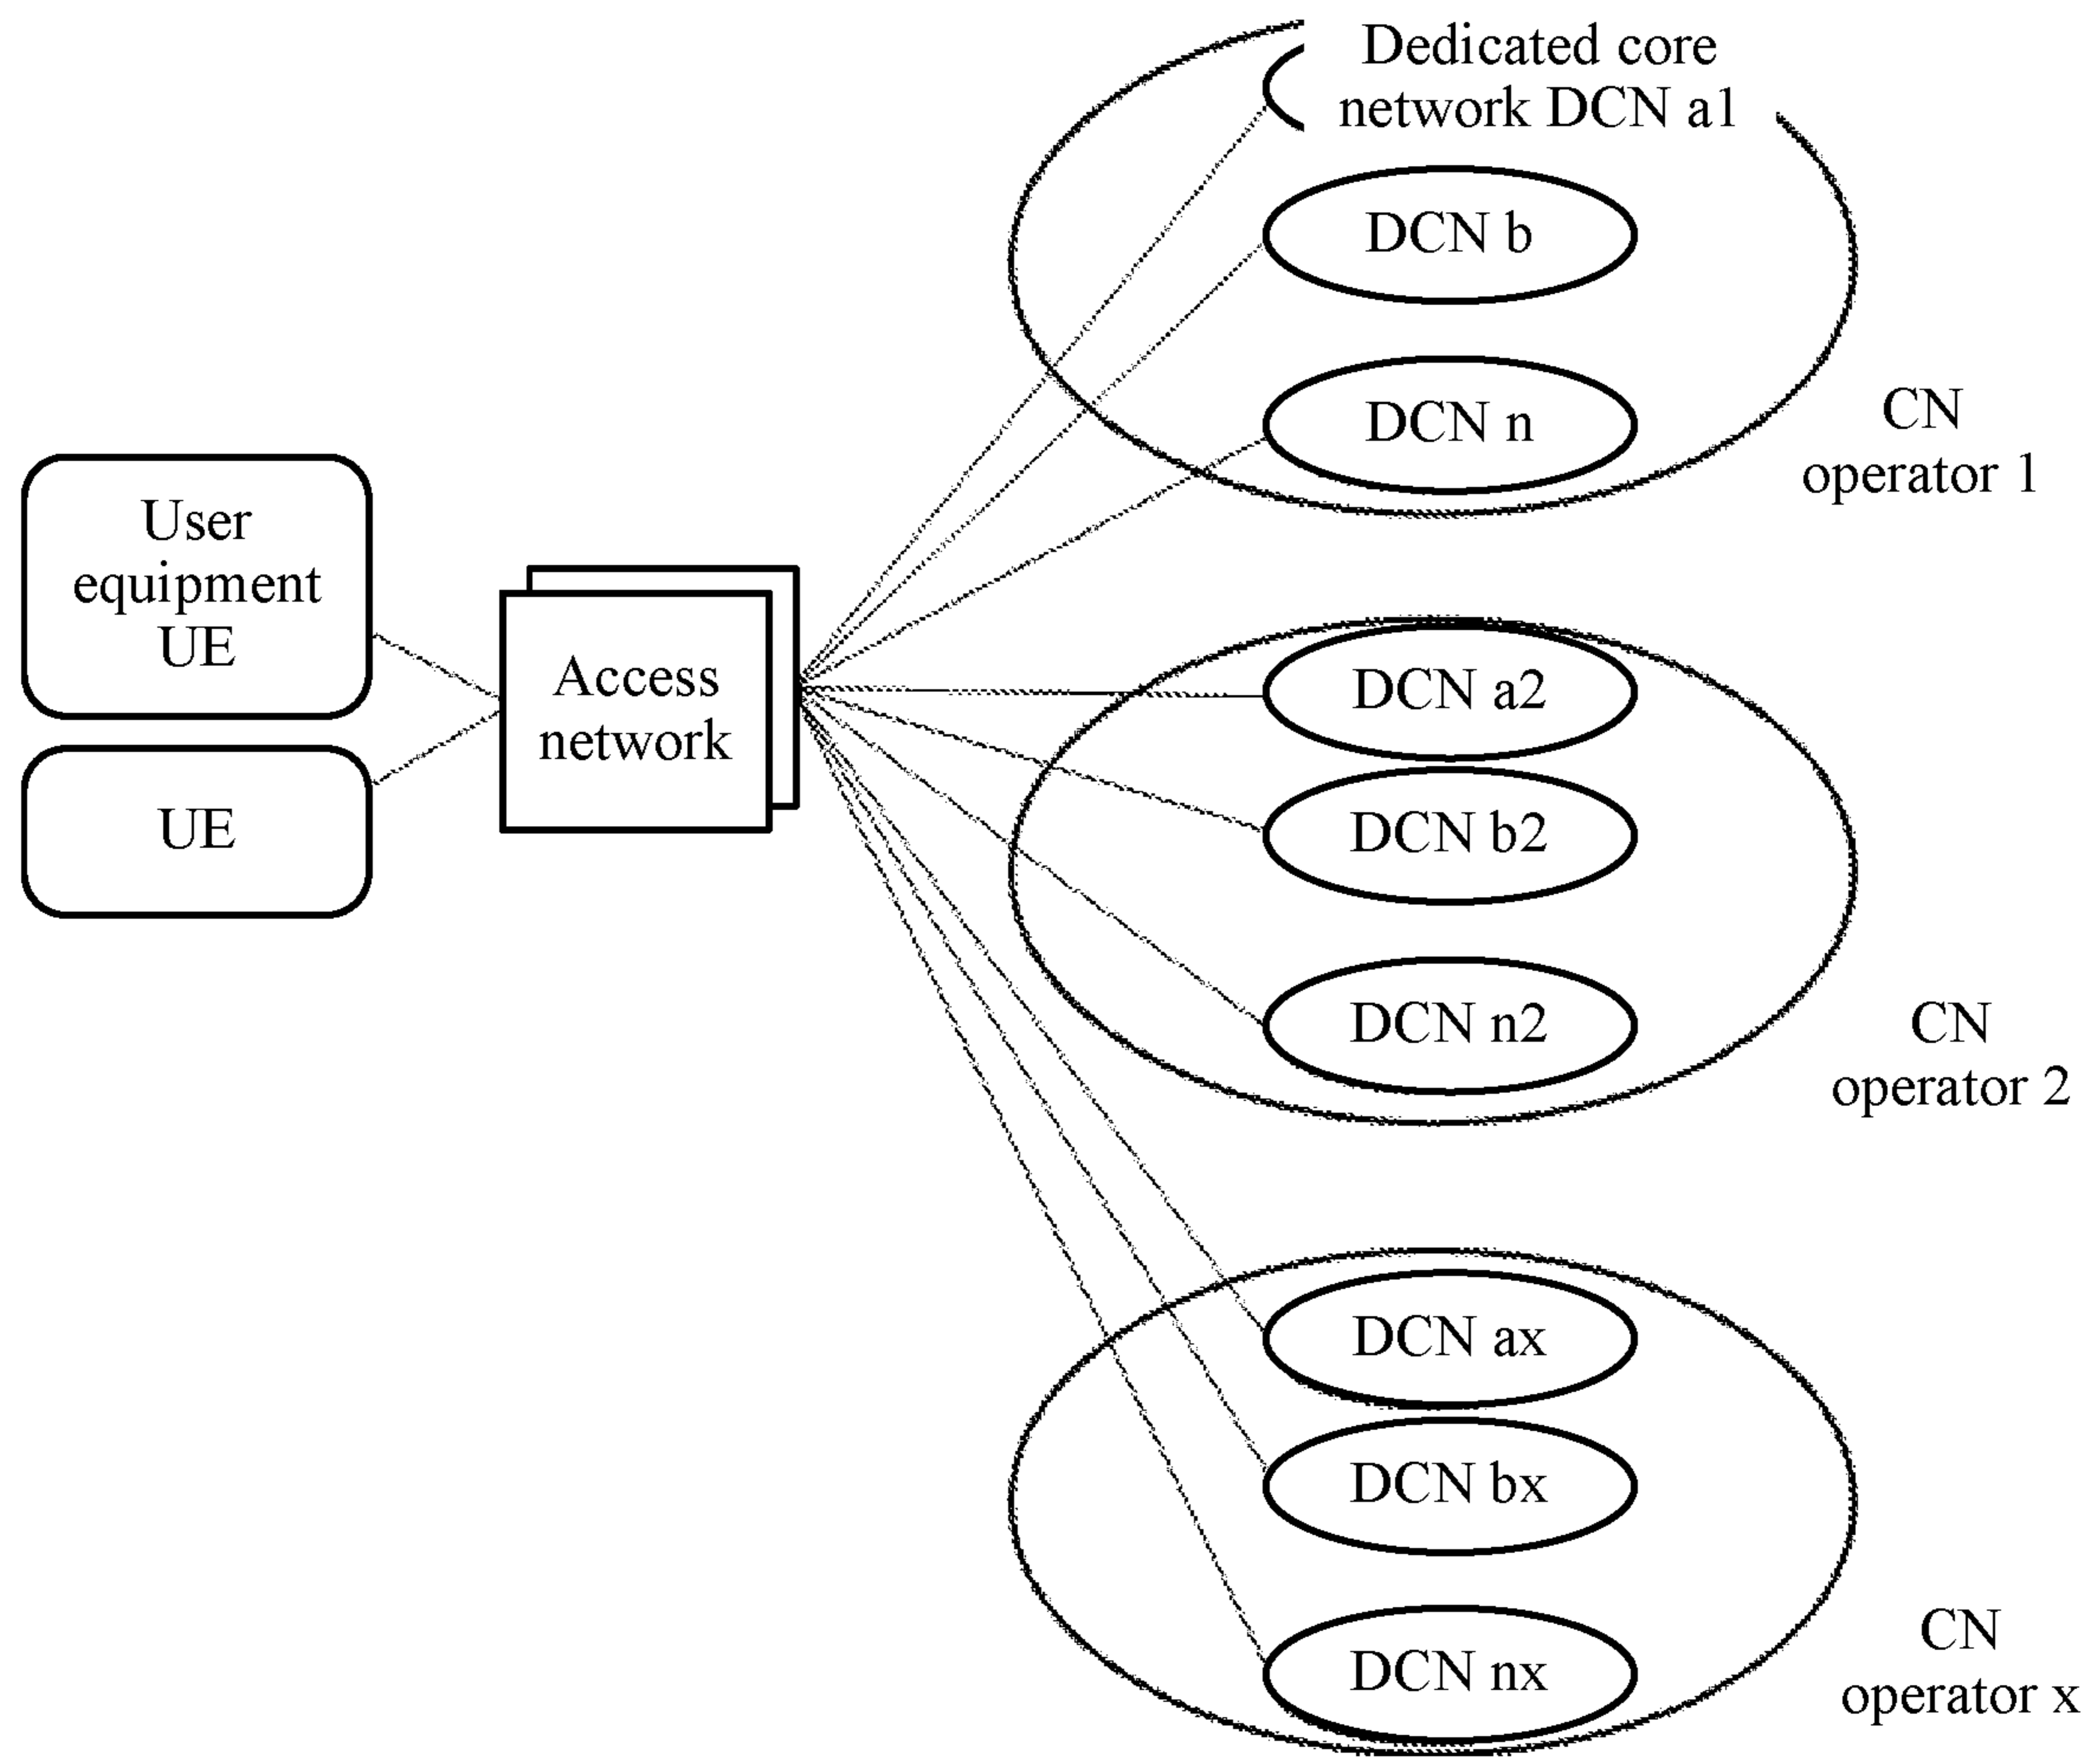 Dedicated core
network DCN a1
DCN b
DCN n
CN
operator 1
User
equipment
UE
Access
network
UE
DCN a2
DCN b2
DCN n2
CN
operator 2
DCN ax
DCN bx
DCN nx
CN
operator x